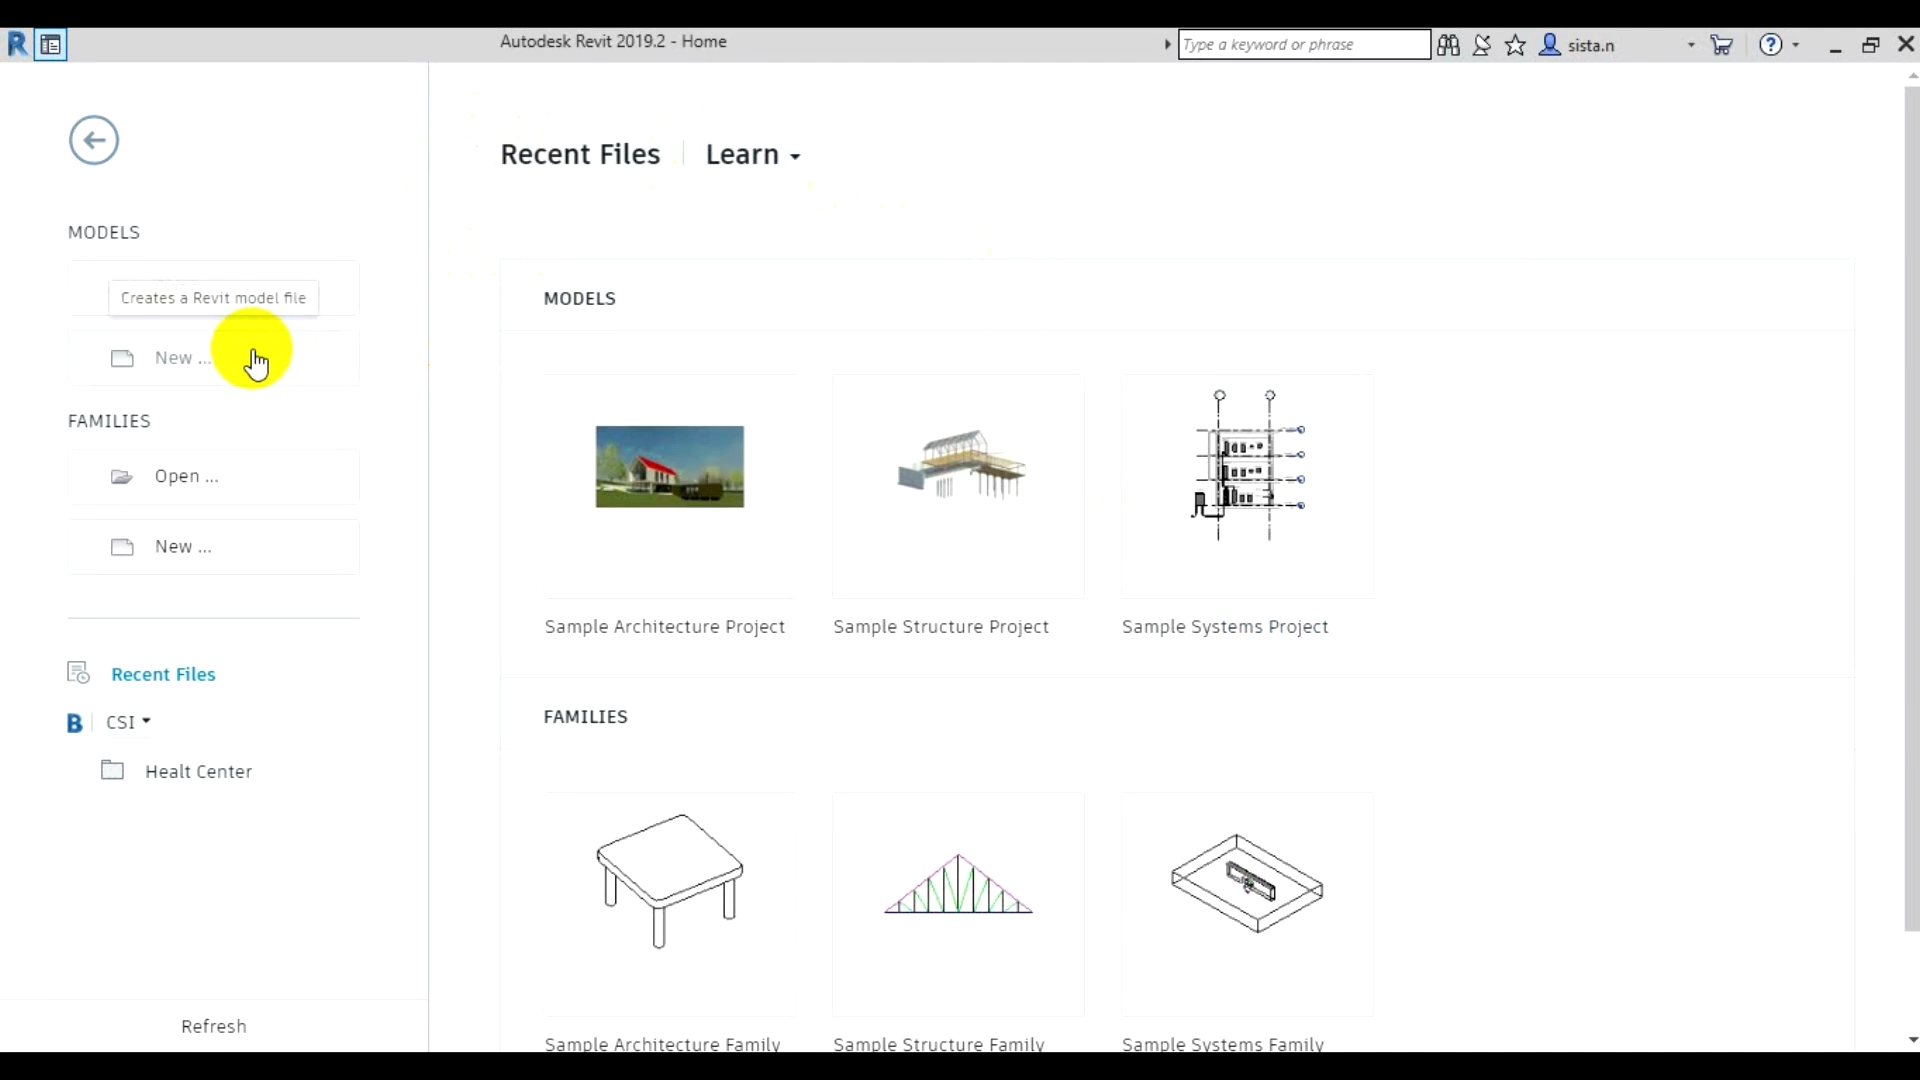 Autodesk Revit 2019.2 - Home
Type a keyword or phrase
sista.n
Recent Files
Learn
MODELS
Creates a Revit model file
New ...
FAMILIES
Open ...
New ...
Recent Files
CSI
Healt Center
Refresh
MODELS
Sample Architecture Project
Sample Structure Project
Sample Systems Project
FAMILIES
Sample Architecture Family
Sample Structure Family
Sample Systems Family